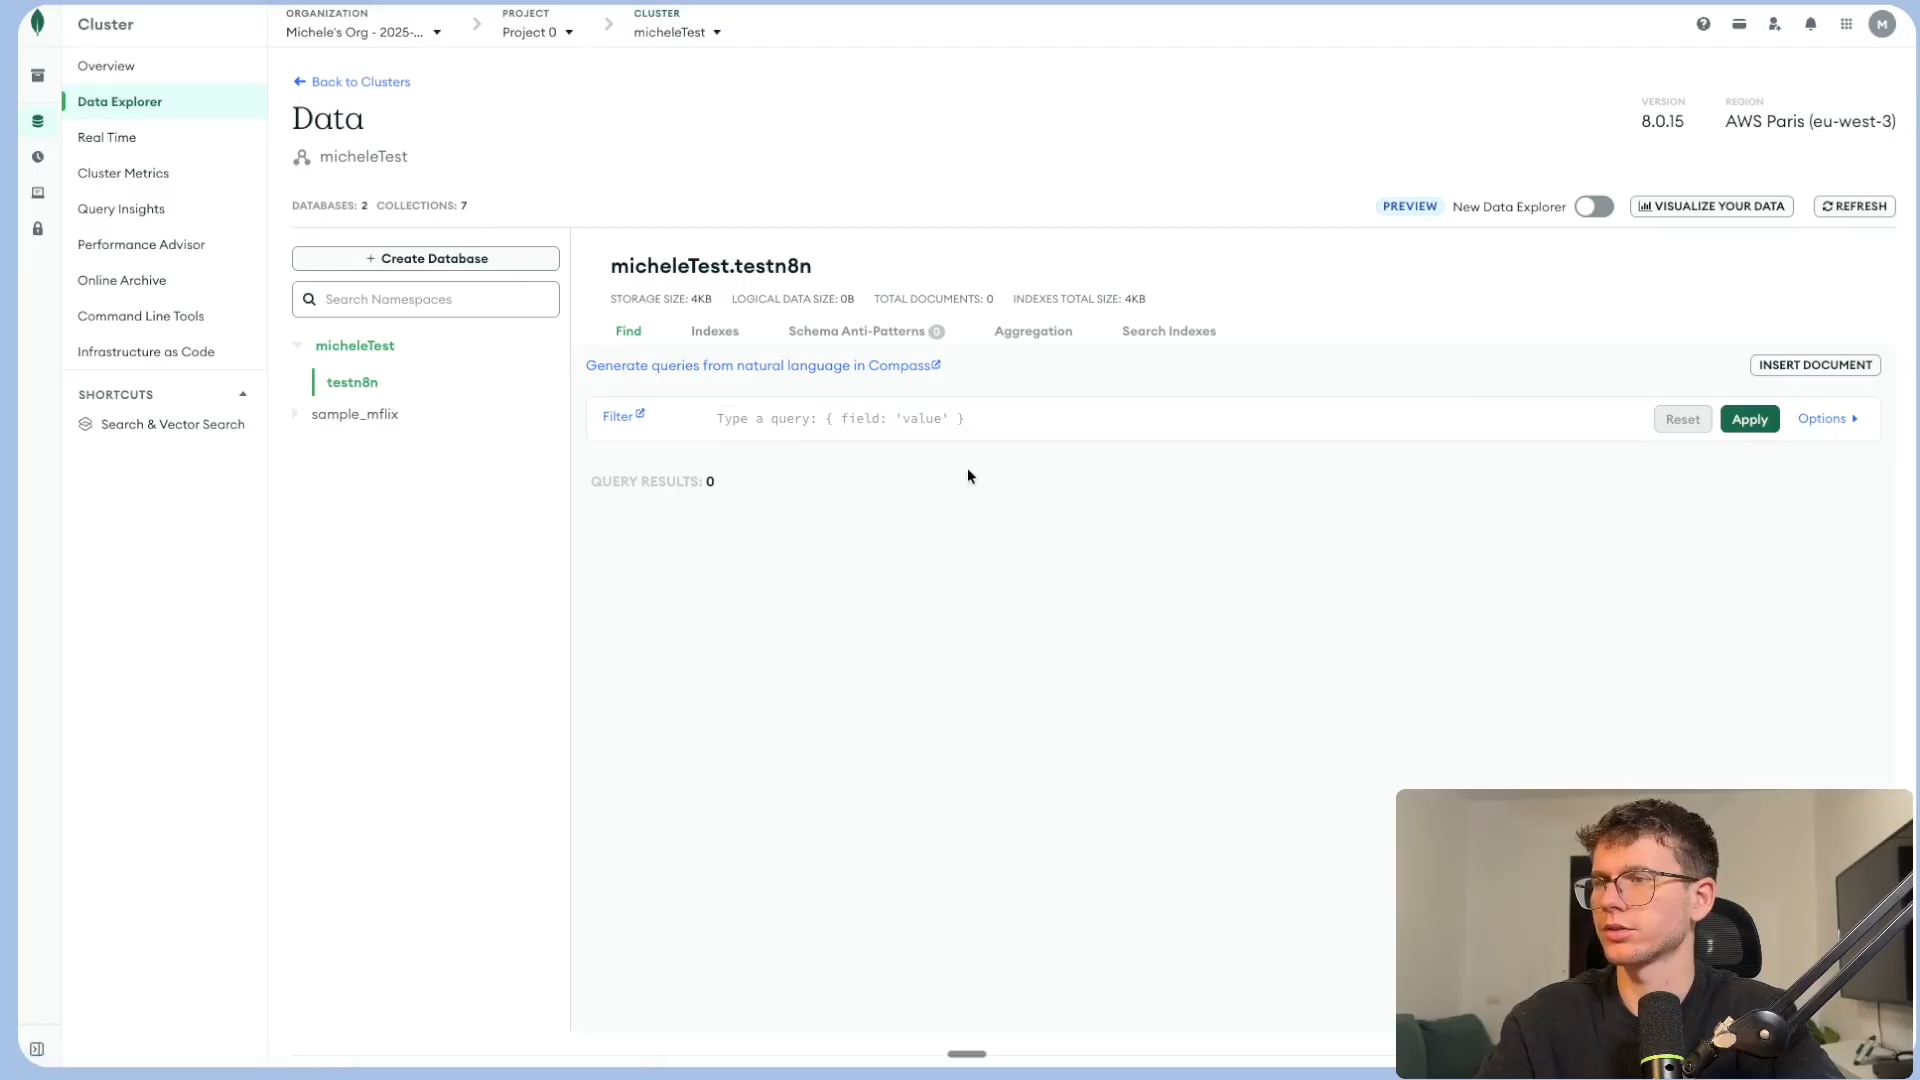 Cluster
ORGANIZATION
Michele's Org - 2025-...
PROJECT
Project 0
CLUSTER
micheleTest
M
Overview
Data Explorer
Real Time
Cluster Metrics
Query Insights
Performance Advisor
Online Archive
Command Line Tools
Infrastructure as Code
SHORTCUTS
Search & Vector Search
Back to Clusters
Data
micheleTest
VERSION
8.0.15
REGION
AWS Paris (eu-west-3)
DATABASES: 2 COLLECTIONS: 7
PREVIEW
New Data Explorer
VISUALIZE YOUR DATA
REFRESH
+ Create Database
Search Namespaces
micheleTest
testn8n
sample_mflix
micheleTest.testn8n
STORAGE SIZE: 4KB LOGICAL DATA SIZE: 0B TOTAL DOCUMENTS: 0 INDEXES TOTAL SIZE: 4KB
Find
Indexes
Schema Anti-Patterns 0
Aggregation
Search Indexes
Generate queries from natural language in Compass
INSERT DOCUMENT
Filter
Type a query: { field: 'value' }
Reset
Apply
Options
QUERY RESULTS: 0